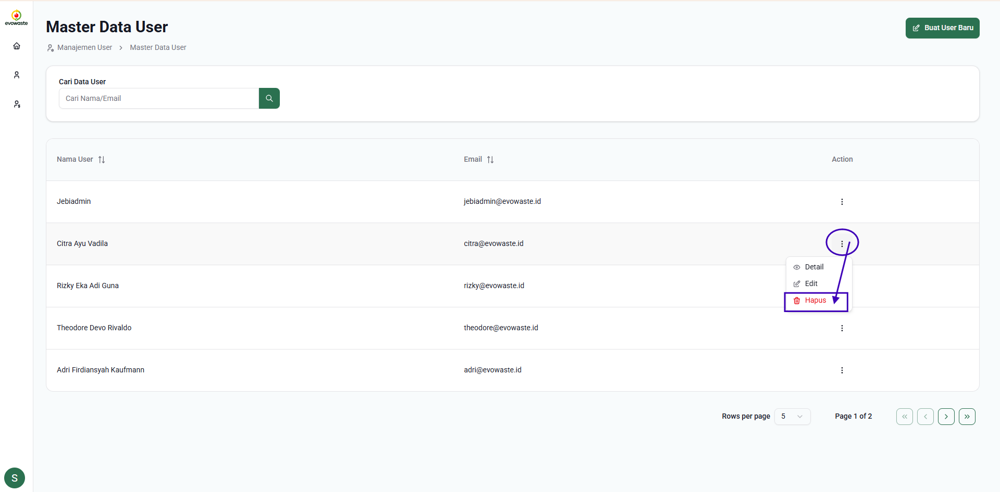 evowaste
Master Data User
Buat User Baru
Manajemen User > Master Data User
Cari Data User
Cari Nama/Email
Nama User Email Action
Jebiadmin jebiadmin@evowaste.id
Citra Ayu Vadila citra@evowaste.id
Detail
Rizky Eka Adi Guna rizky@evowaste.id
Edit
Hapus
Theodore Devo Rivaldo theodore@evowaste.id
Adri Firdiansyah Kaufmann adri@evowaste.id
Rows per page 5 Page 1 of 2
S